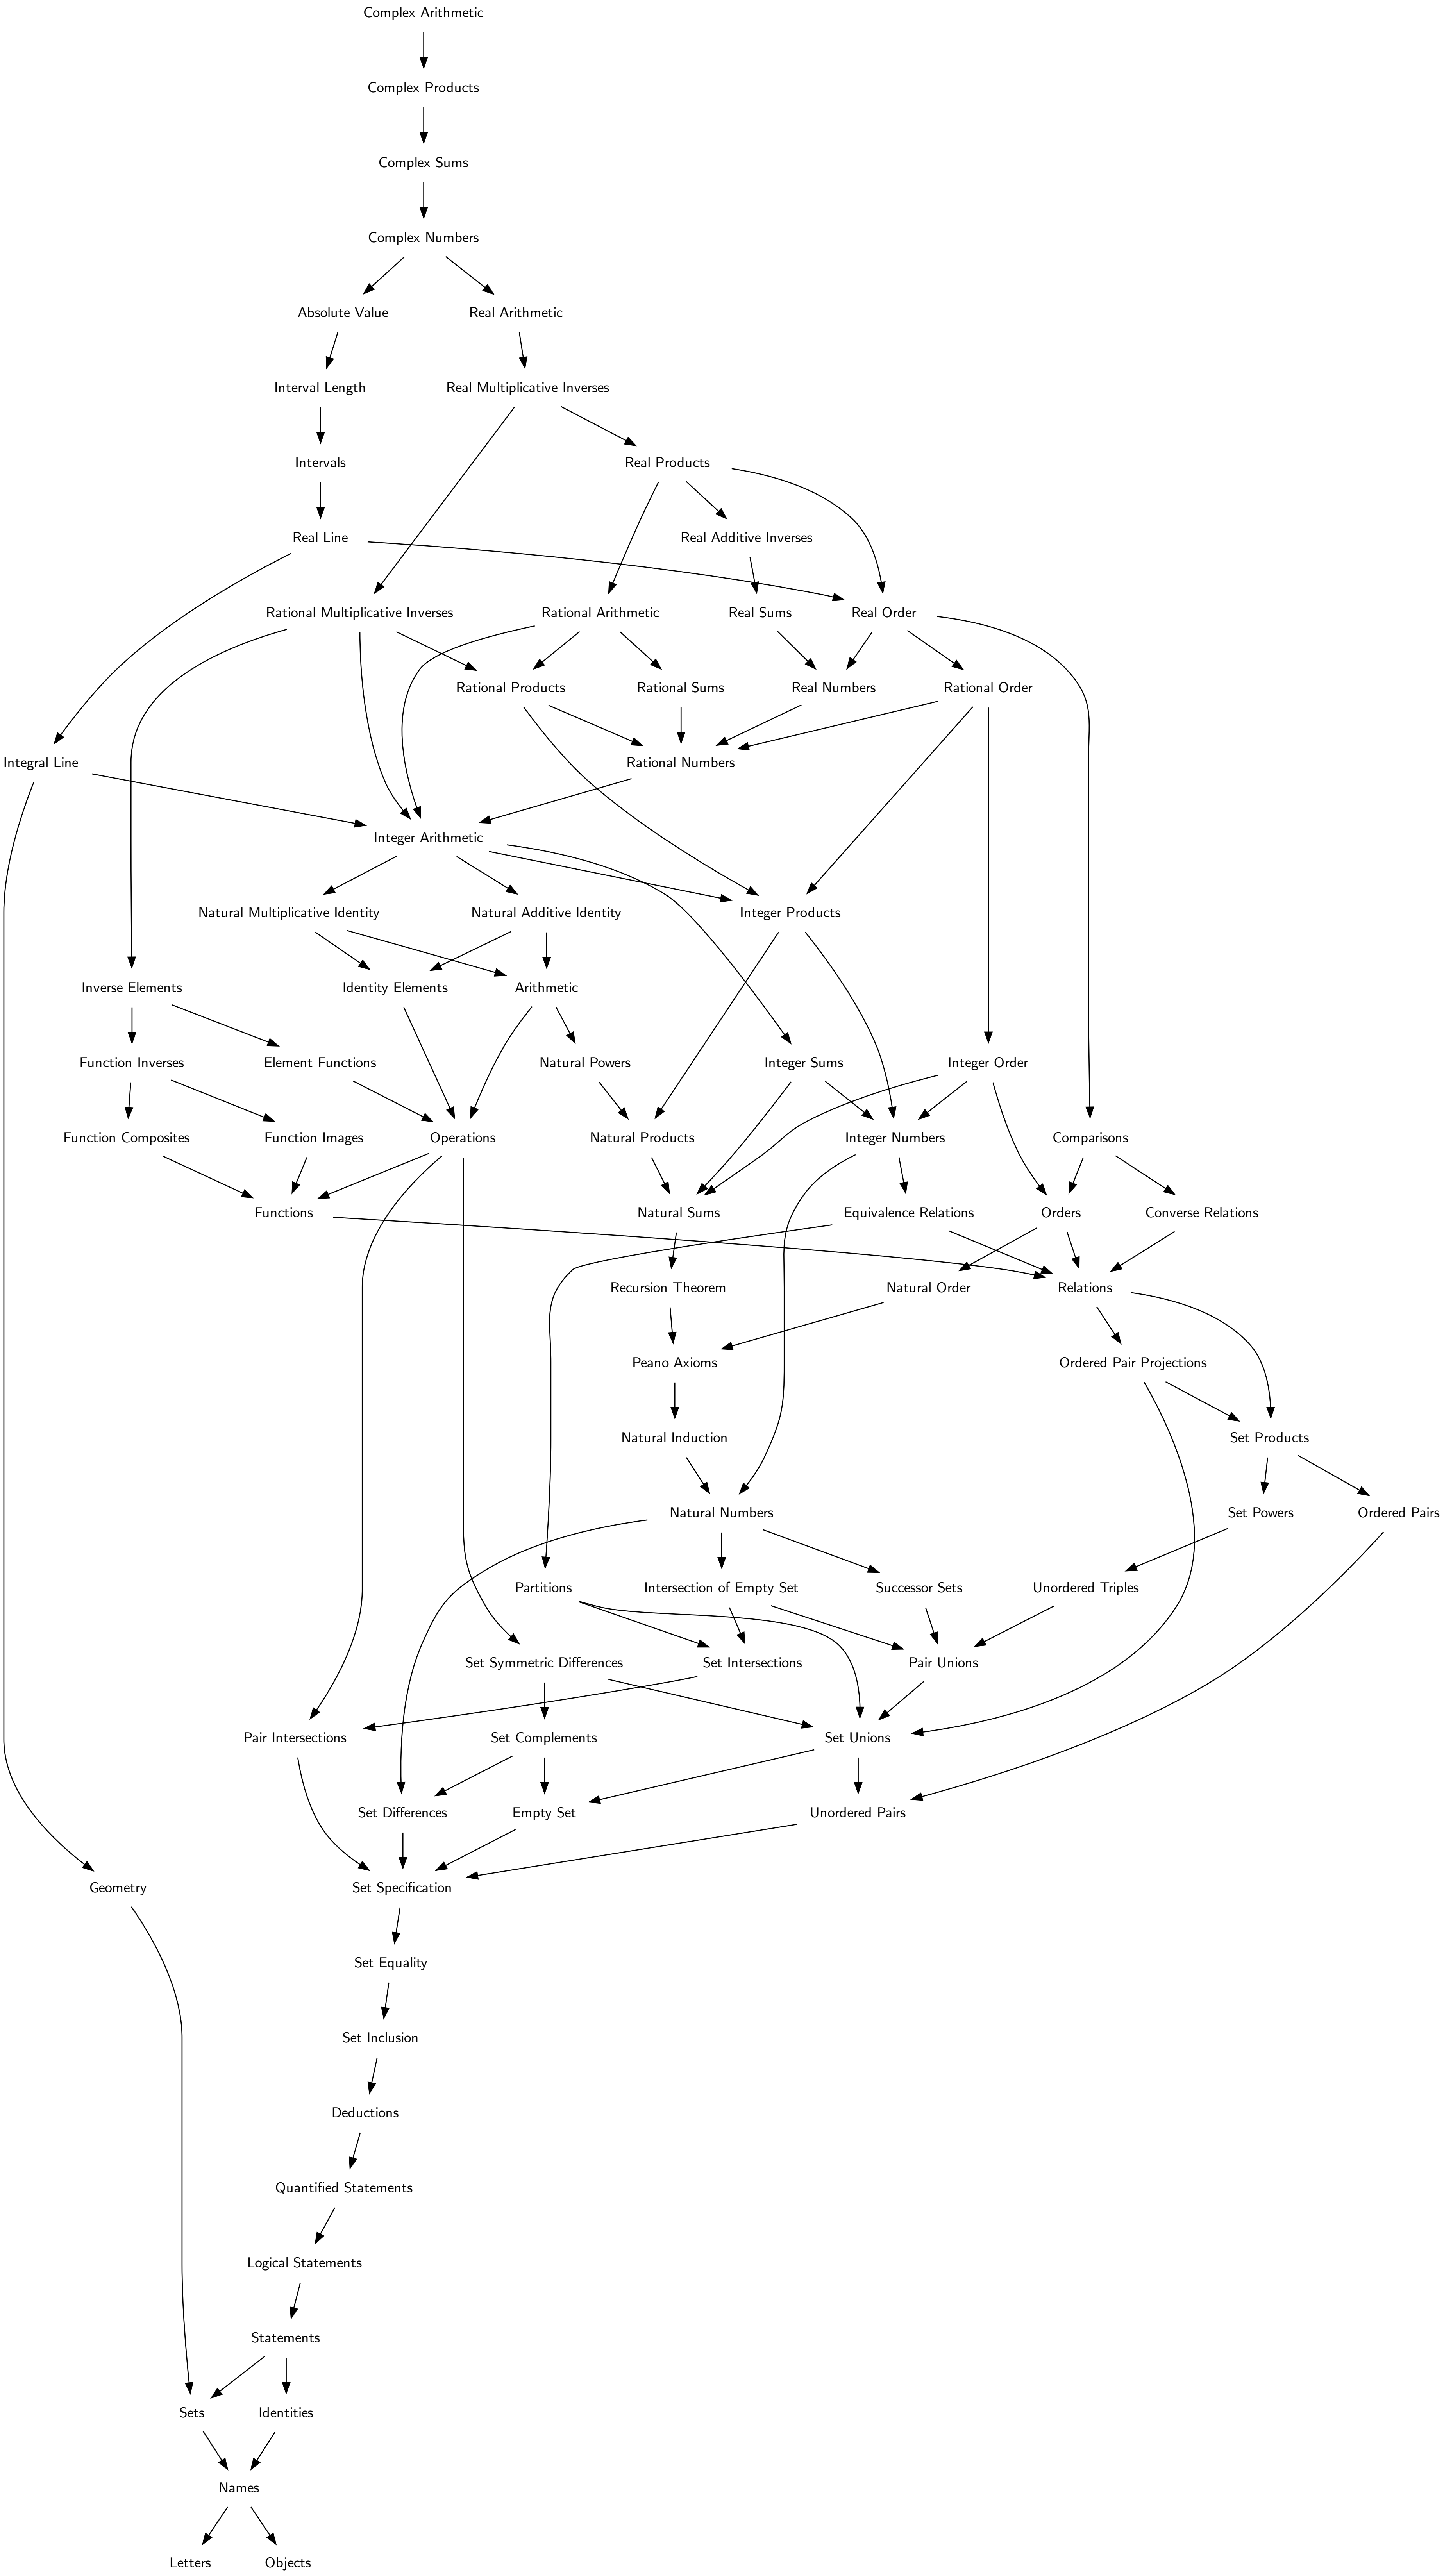 Complex Arithmetic
Complex Products
Complex Sums
Complex Numbers
Absolute Value
Real Arithmetic
Interval Length
Real Multiplicative Inverses
Intervals
Real Products
Real Line
Real Additive Inverses
Rational Multiplicative Inverses
Rational Arithmetic
Real Sums
Real Order
Rational Products
Rational Sums
Real Numbers
Rational Order
Integral Line
Rational Numbers
Integer Arithmetic
Natural Multiplicative Identity
Natural Additive Identity
Integer Products
Inverse Elements
Identity Elements
Arithmetic
Function Inverses
Element Functions
Natural Powers
Integer Sums
Integer Order
Function Composites
Function Images
Operations
Natural Products
Integer Numbers
Comparisons
Functions
Natural Sums
Equivalence Relations
Orders
Converse Relations
Recursion Theorem
Natural Order
Relations
Peano Axioms
Ordered Pair Projections
Natural Induction
Set Products
Natural Numbers
Set Powers
Ordered Pairs
Partitions
Intersection of Empty Set
Successor Sets
Unordered Triples
Set Symmetric Differences
Set Intersections
Pair Unions
Pair Intersections
Set Complements
Set Unions
Set Differences
Empty Set
Unordered Pairs
Geometry
Set Specification
Set Equality
Set Inclusion
Deductions
Quantified Statements
Logical Statements
Statements
Sets
Identities
Names
Letters
Objects